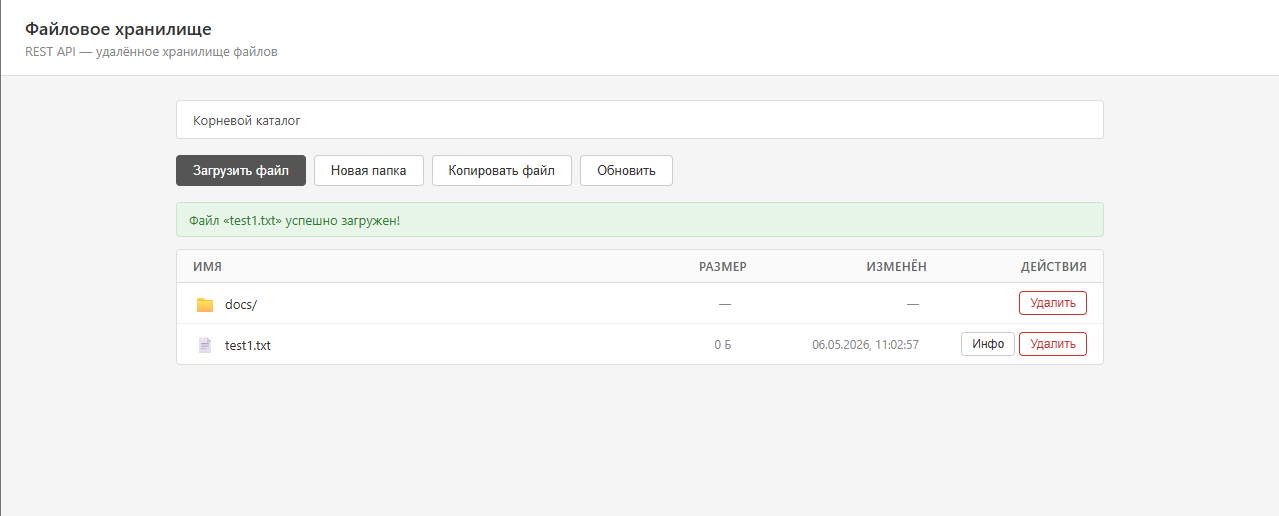 Файловое хранилище
REST API — удалённое хранилище файлов
Корневой каталог
Загрузить файл Новая папка Копировать файл Обновить
Файл «test1.txt» успешно загружен!
ИМЯ РАЗМЕР ИЗМЕНЁН ДЕЙСТВИЯ
docs/ — — Удалить
test1.txt 0 Б 06.05.2026, 11:02:57 Инфо Удалить